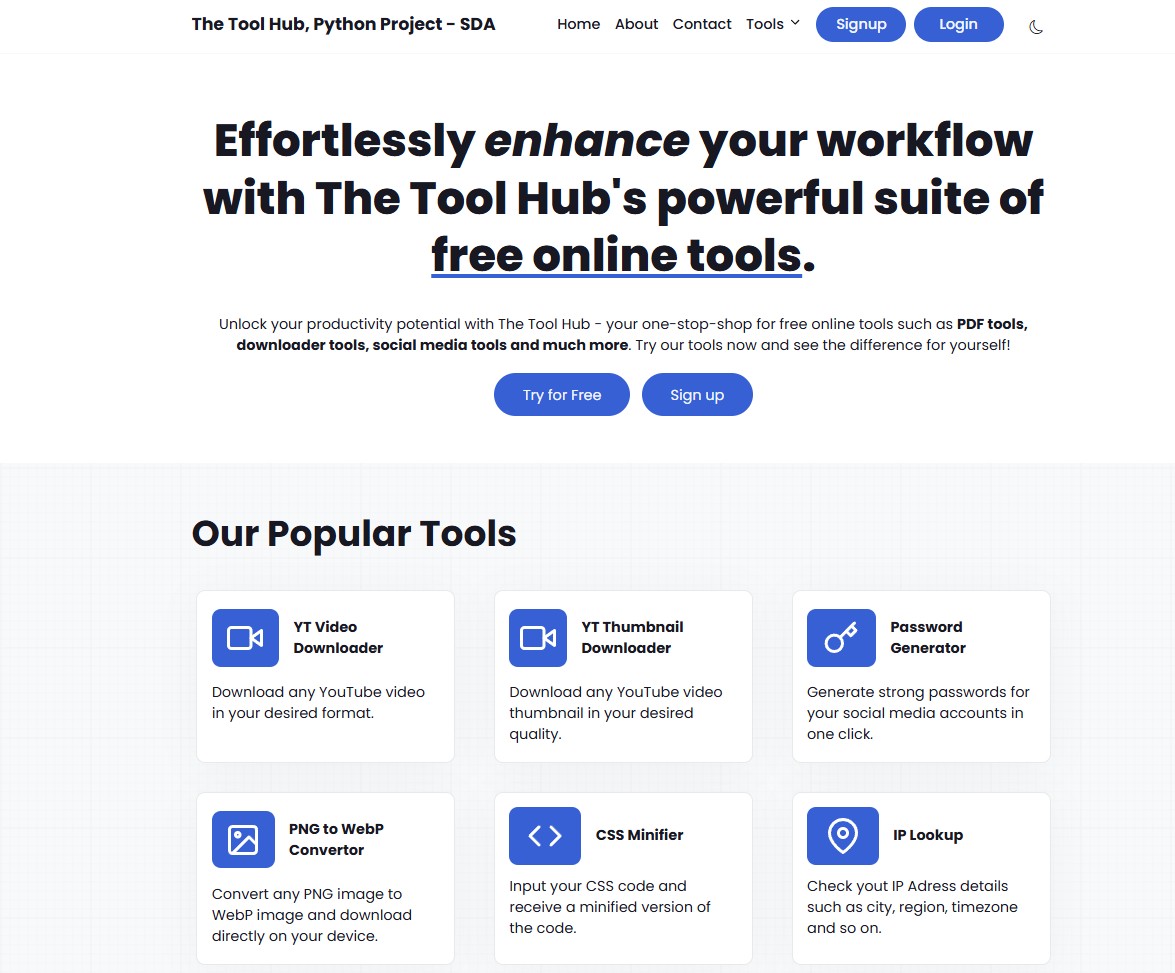 The Tool Hub, Python Project - SDA
Home About Contact Tools Signup Login
Effortlessly enhance your workflow
with The Tool Hub's powerful suite of
free online tools.
Unlock your productivity potential with The Tool Hub - your one-stop-shop for free online tools such as PDF tools,
downloader tools, social media tools and much more. Try our tools now and see the difference for yourself!
Try for Free Sign up
Our Popular Tools
YT Video
Downloader
Download any YouTube video
in your desired format.
YT Thumbnail
Downloader
Download any YouTube video
thumbnail in your desired
quality.
Password
Generator
Generate strong passwords for
your social media accounts in
one click.
PNG to WebP
Convertor
Convert any PNG image to
WebP image and download
directly on your device.
CSS Minifier
Input your CSS code and
receive a minified version of
the code.
IP Lookup
Check yout IP Adress details
such as city, region, timezone
and so on.